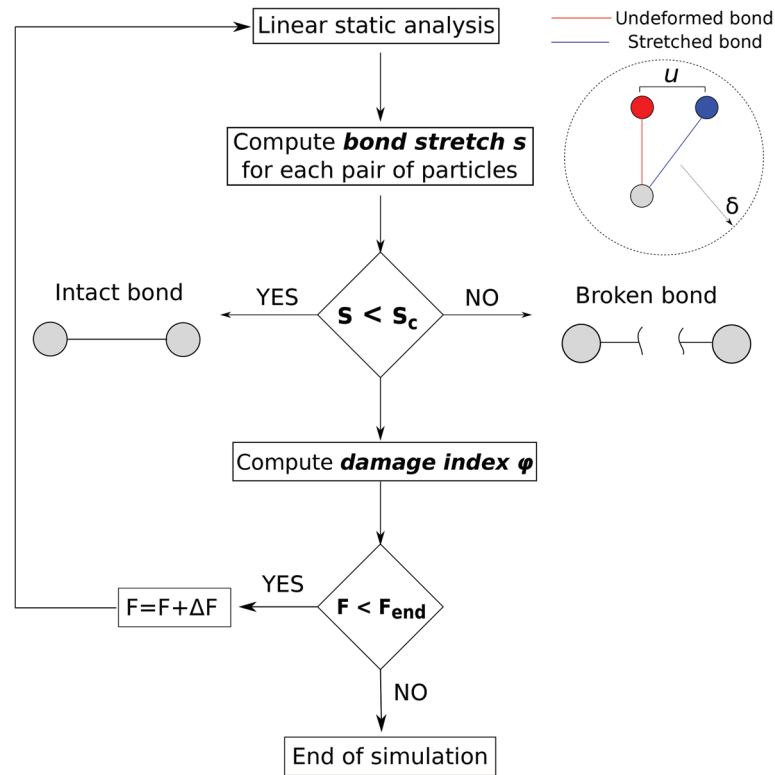 Linear static analysis
Undeformed bond
Stretched bond
u
δ
Compute bond stretch s
for each pair of particles
Intact bond
YES
s < sc
NO
Broken bond
Compute damage index φ
YES
F=F+ΔF
F < Fend
NO
End of simulation